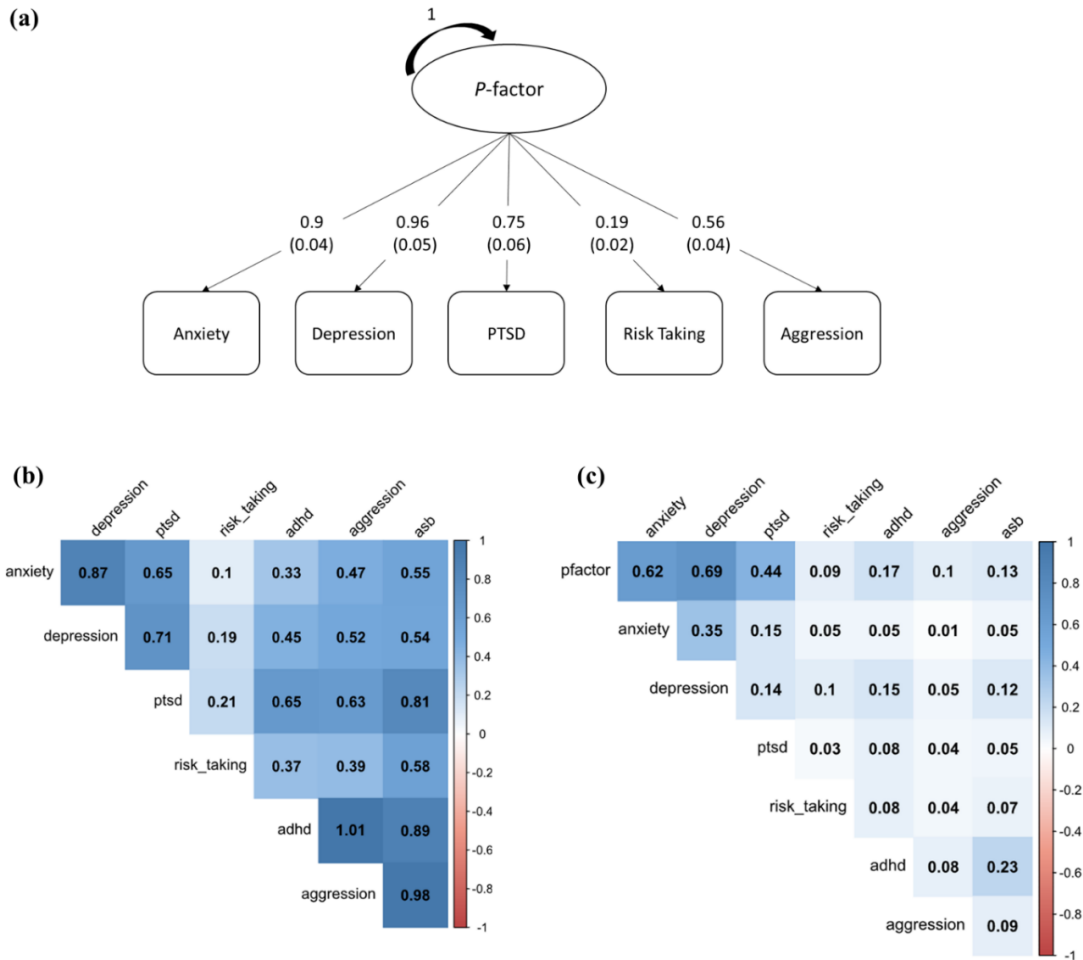 (a)
1
P-factor
0.9 0.96 0.75 0.19 0.56
(0.04) (0.05) (0.06) (0.02) (0.04)
Anxiety Depression PTSD Risk Taking Aggression
(b)
depression ptsd risk_taking adhd aggression asb
anxiety 0.87 0.65 0.1 0.33 0.47 0.55
depression 0.71 0.19 0.45 0.52 0.54
ptsd 0.21 0.65 0.63 0.81
risk_taking 0.37 0.39 0.58
adhd 1.01 0.89
aggression 0.98
1
0.8
0.6
0.4
0.2
0
-0.2
-0.4
-0.6
-0.8
-1
(c)
anxiety depression ptsd risk_taking adhd aggression asb
pfactor 0.62 0.69 0.44 0.09 0.17 0.1 0.13
anxiety 0.35 0.15 0.05 0.05 0.01 0.05
depression 0.14 0.1 0.15 0.05 0.12
ptsd 0.03 0.08 0.04 0.05
risk_taking 0.08 0.04 0.07
adhd 0.08 0.23
aggression 0.09
1
0.8
0.6
0.4
0.2
0
-0.2
-0.4
-0.6
-0.8
-1